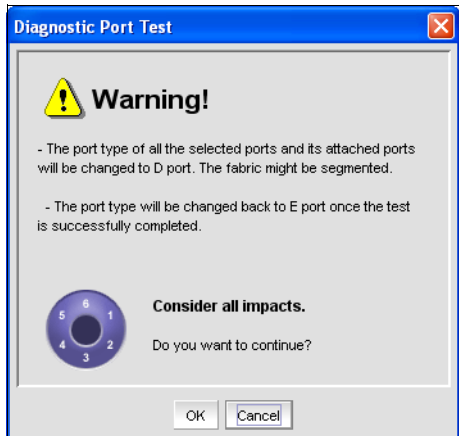 Diagnostic Port Test
Warning!
- The port type of all the selected ports and its attached ports
will be changed to D port. The fabric might be segmented.
- The port type will be changed back to E port once the test
is successfully completed.
6
5 1
4 2
3
Consider all impacts.
Do you want to continue?
OK Cancel